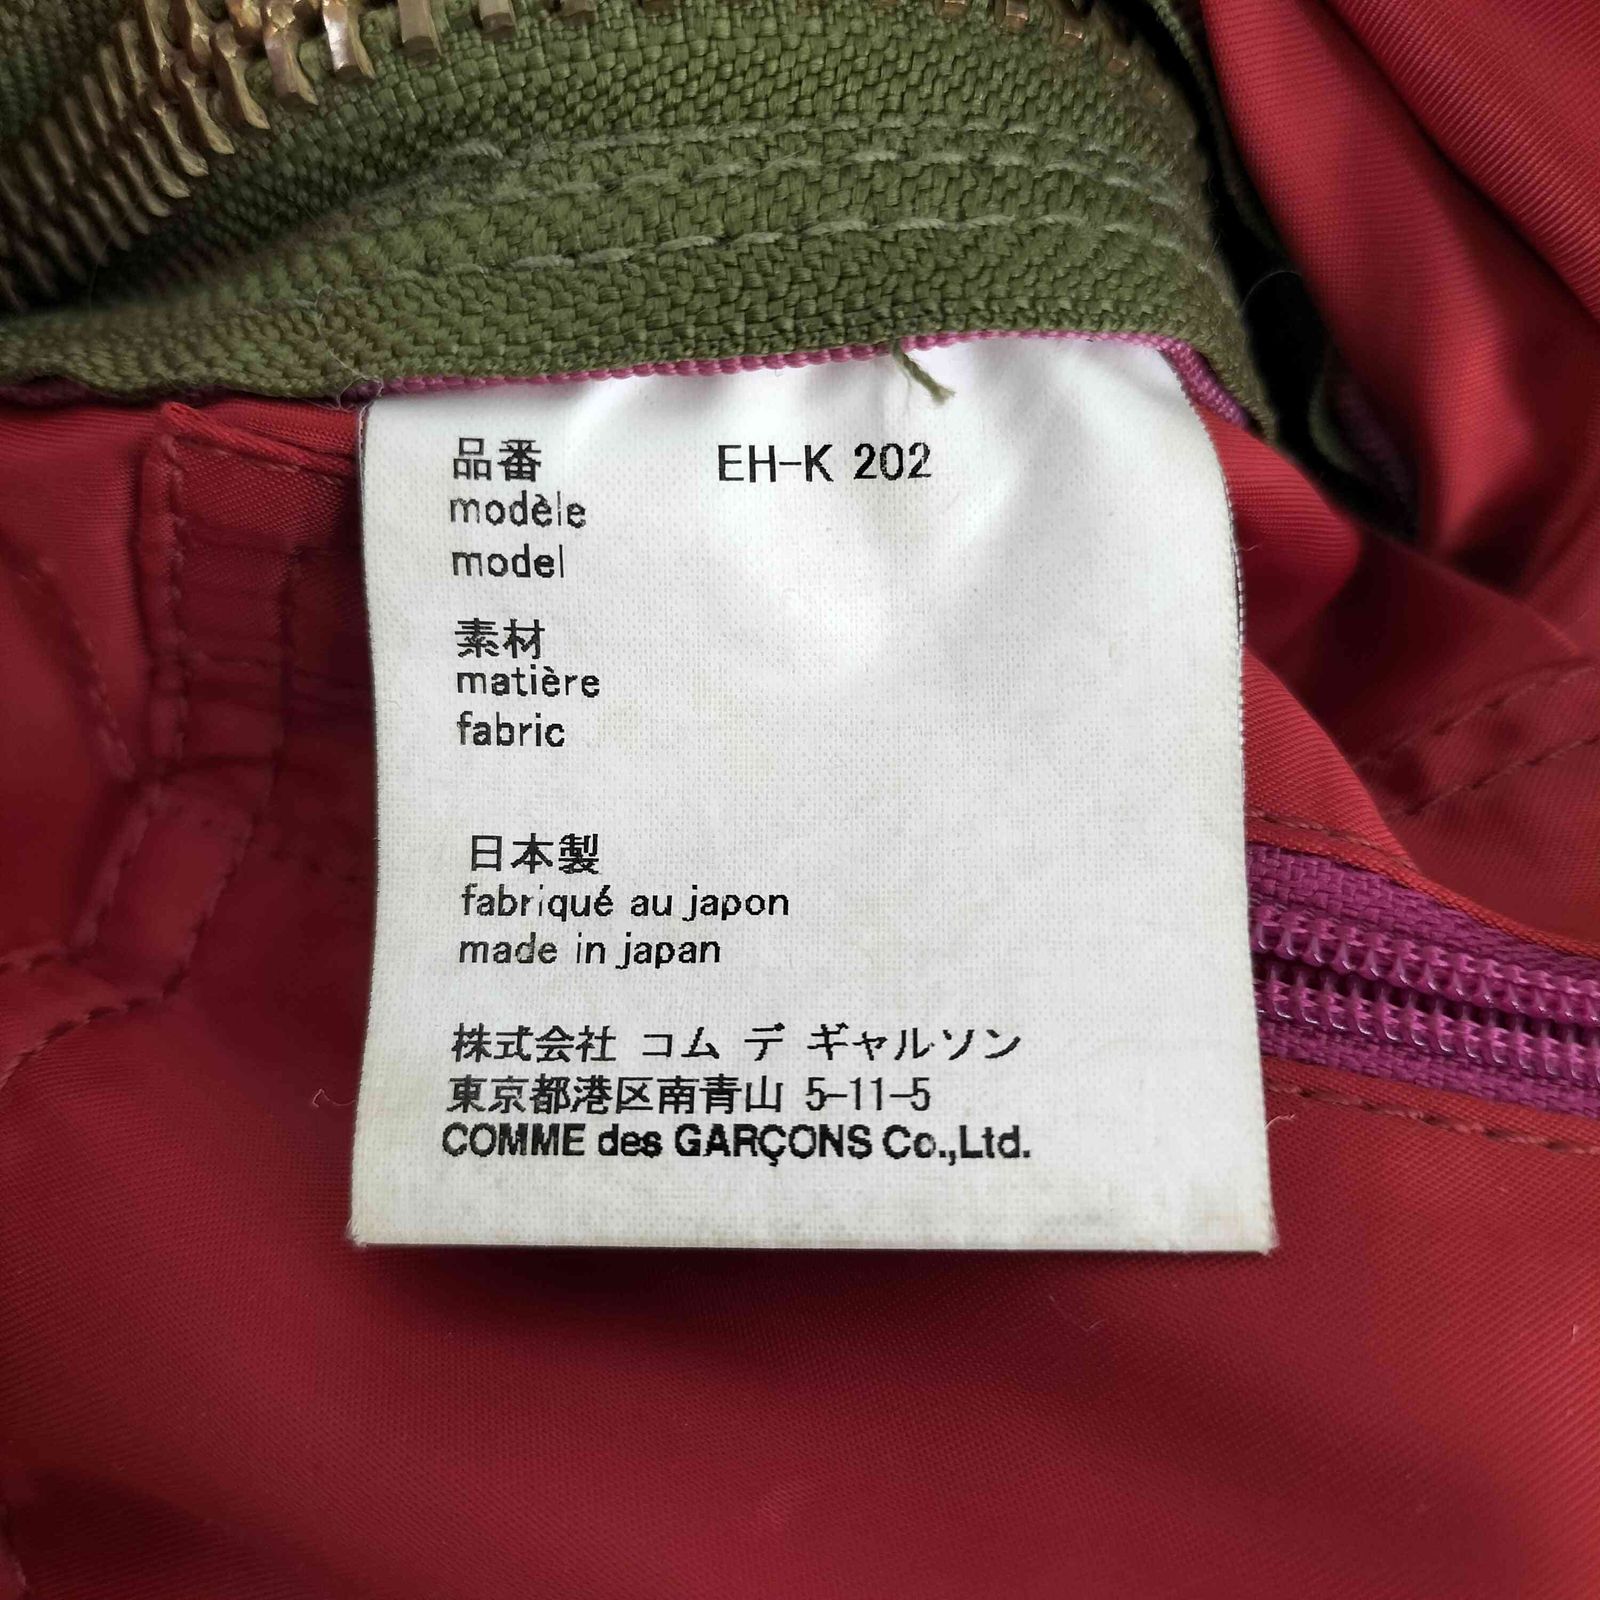 品番 EH-K 202
modèle
model
素材
matière
fabric
日本製
fabriqué au japon
made in japan
株式会社 コム デ ギャルソン
東京都港区南青山 5-11-5
COMME des GARÇONS Co.,Ltd.